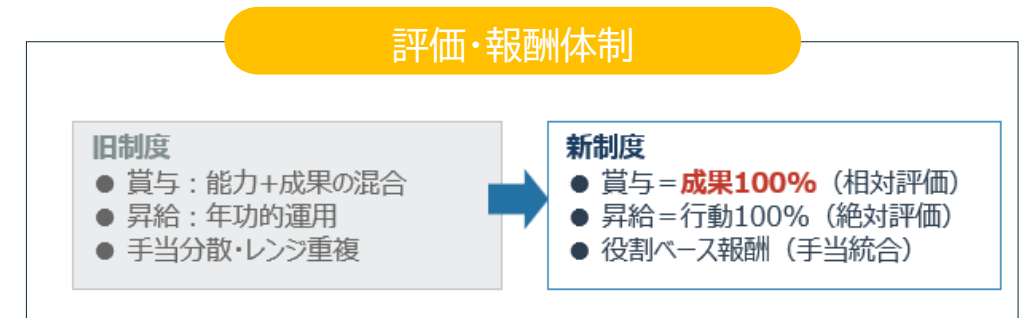 評価・報酬体制
旧制度
● 賞与：能力+成果の混合
● 昇給：年功的運用
● 手当分散・レンジ重複
新制度
● 賞与＝成果100%（相対評価）
● 昇給＝行動100%（絶対評価）
● 役割ベース報酬（手当統合）